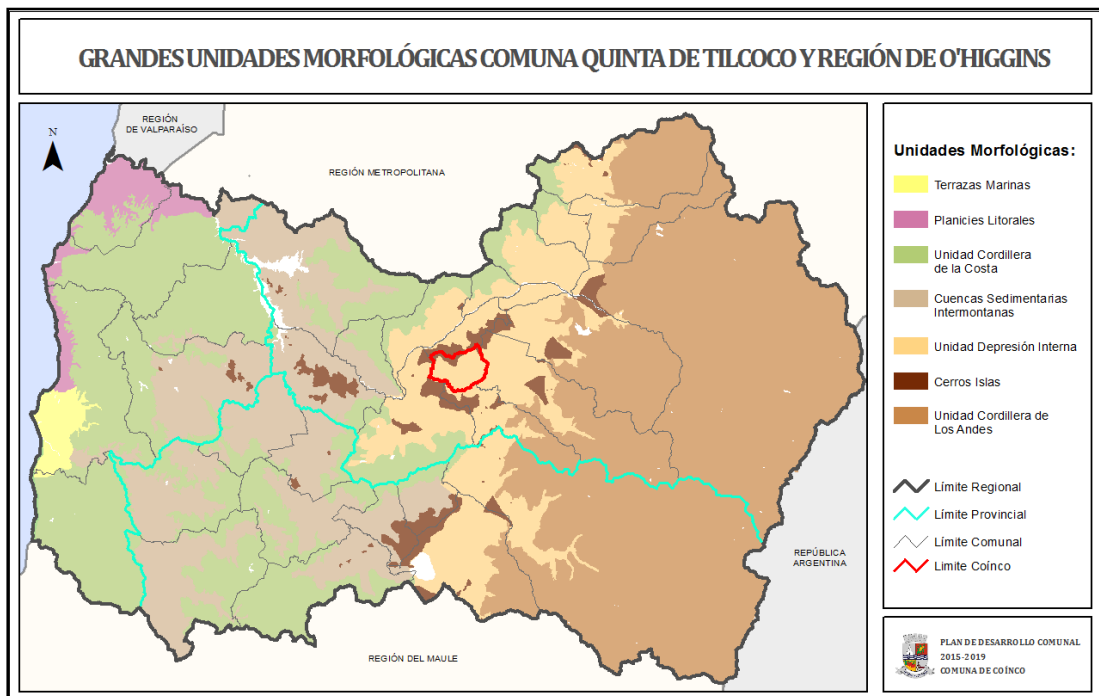 GRANDES UNIDADES MORFOLÓGICAS COMUNA QUINTA DE TILCOCO Y REGIÓN DE O'HIGGINS
REGIÓN
DE VALPARAÍSO
N
REGIÓN METROPOLITANA
REPÚBLICA
ARGENTINA
REGIÓN DEL MAULE
Unidades Morfológicas:
Terrazas Marinas
Planicies Litorales
Unidad Cordillera
de la Costa
Cuencas Sedimentarias
Intermontanas
Unidad Depresión Interna
Cerros Islas
Unidad Cordillera de
Los Andes
Límite Regional
Límite Provincial
Límite Comunal
Limite Coínco
PLAN DE DESARROLLO COMUNAL
2015-2019
COMUNA DE COÍNCO